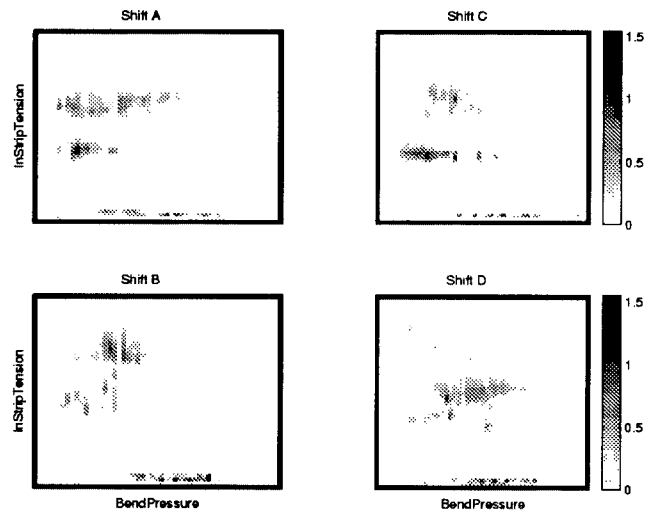 Shift A
Shift C
InStripTension
1.5
1
0.5
0
Shift B
Shift D
InStripTension
1.5
1
0.5
0
BendPressure
BendPressure